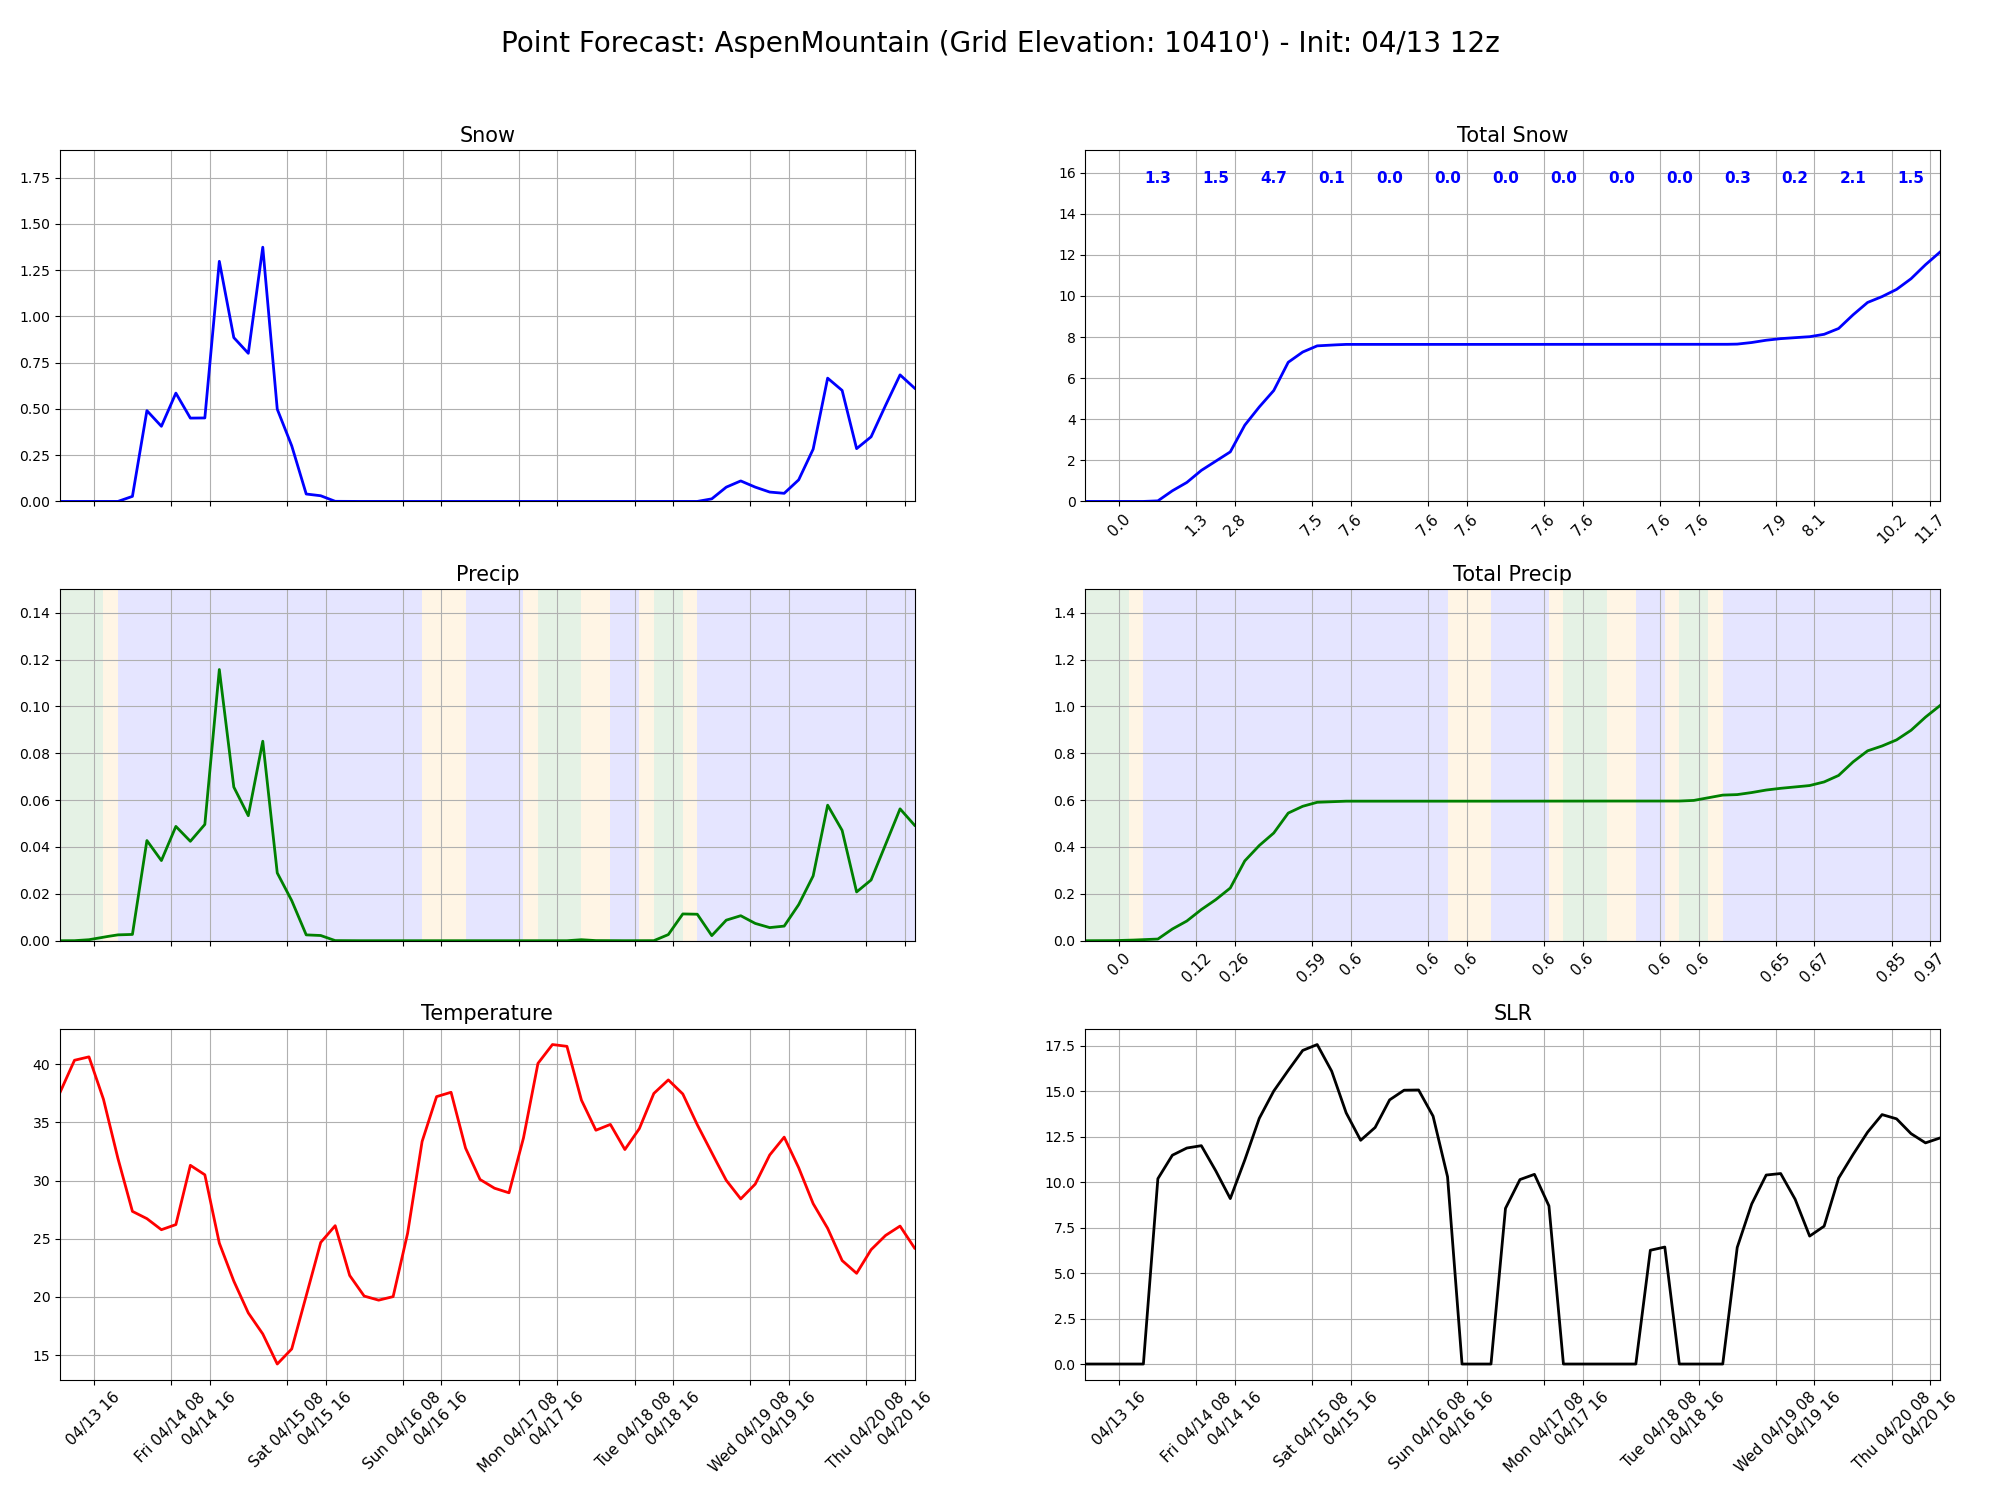 Point Forecast: AspenMountain (Grid Elevation: 10410') - Init: 04/13 12z
Snow
1.75
1.50
1.25
1.00
0.75
0.50
0.25
0.00
Total Snow
16
14
12
10
8
6
4
2
0
1.3 1.5 4.7 0.1 0.0 0.0 0.0 0.0 0.0 0.0 0.3 0.2 2.1 1.5
0.0 1.3 2.8 7.5 7.6 7.6 7.6 7.6 7.6 7.6 7.6 7.9 8.1 10.2 11.7
Precip
0.14
0.12
0.10
0.08
0.06
0.04
0.02
0.00
Total Precip
1.4
1.2
1.0
0.8
0.6
0.4
0.2
0.0
0.0 0.12 0.26 0.59 0.6 0.6 0.6 0.6 0.6 0.6 0.6 0.65 0.67 0.85 0.97
Temperature
40
35
30
25
20
15
04/13 16
Fri 04/14 08
04/14 16
Sat 04/15 08
04/15 16
Sun 04/16 08
04/16 16
Mon 04/17 08
04/17 16
Tue 04/18 08
04/18 16
Wed 04/19 08
04/19 16
Thu 04/20 08
04/20 16
SLR
17.5
15.0
12.5
10.0
7.5
5.0
2.5
0.0
04/13 16
Fri 04/14 08
04/14 16
Sat 04/15 08
04/15 16
Sun 04/16 08
04/16 16
Mon 04/17 08
04/17 16
Tue 04/18 08
04/18 16
Wed 04/19 08
04/19 16
Thu 04/20 08
04/20 16